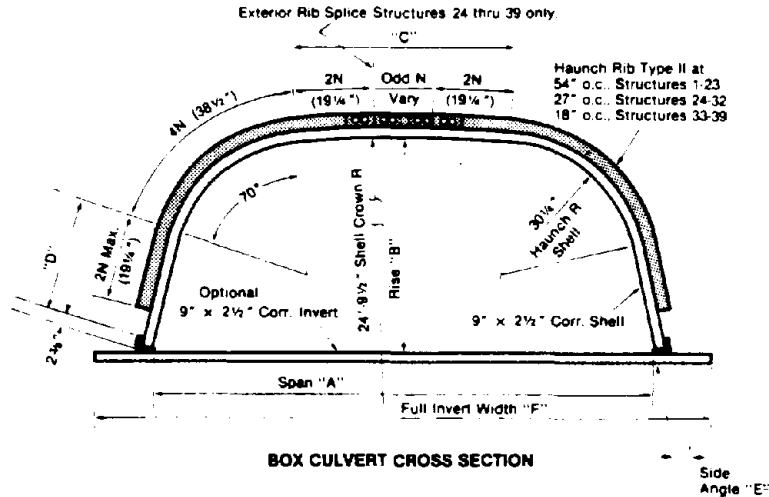 Exterior Rib Splice Structures 24 thru 39 only.
"C"
2N Odd N 2N
(19¼") Vary (19¼")
4N (38½")
Haunch Rib Type II at
54" o.c., Structures 1-23
27" o.c., Structures 24-32
18" o.c., Structures 33-39
70°
"D"
2N Max.
(19¼")
2⅜"
24'-9½" Shell Crown R
Rise "B"
30¼"
Haunch R
Shell
Optional
9" × 2½" Corr. Invert
9" × 2½" Corr. Shell
Span "A"
Full Invert Width "F"
BOX CULVERT CROSS SECTION
Side
Angle "E"